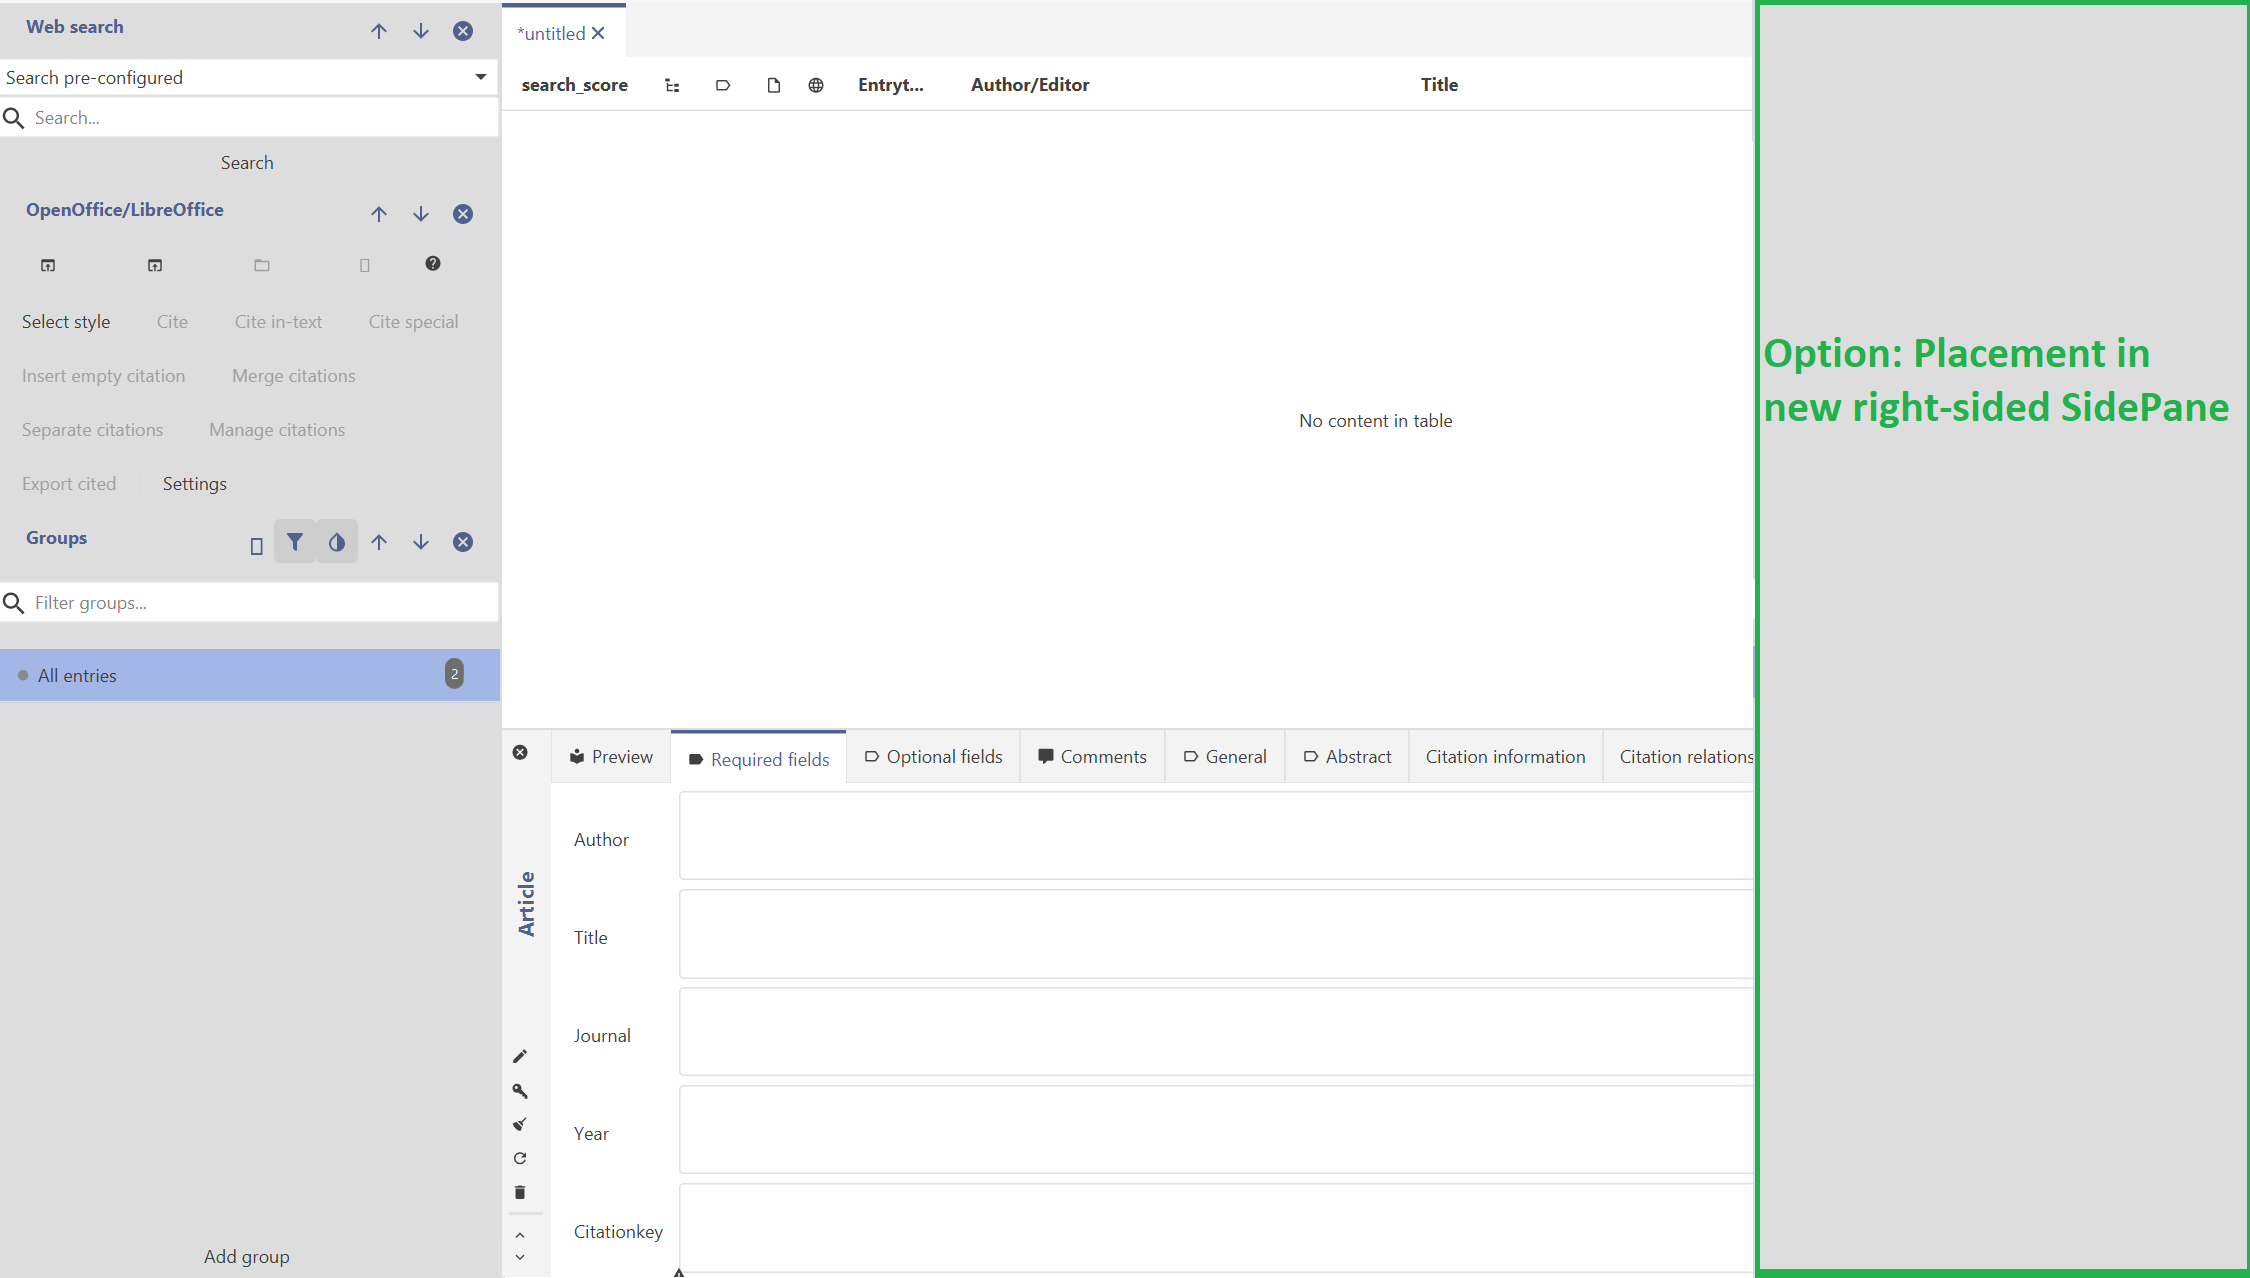 Web search
Search pre-configured
Search...
Search
OpenOffice/LibreOffice
Select style Cite Cite in-text Cite special
Insert empty citation Merge citations
Separate citations Manage citations
Export cited Settings
Groups
Filter groups...
All entries 2
Add group
*untitled
search_score Entryt... Author/Editor Title
No content in table
Preview Required fields Optional fields Comments General Abstract Citation information Citation relations
Article
Author
Title
Journal
Year
Citationkey
Option: Placement in
new right-sided SidePane